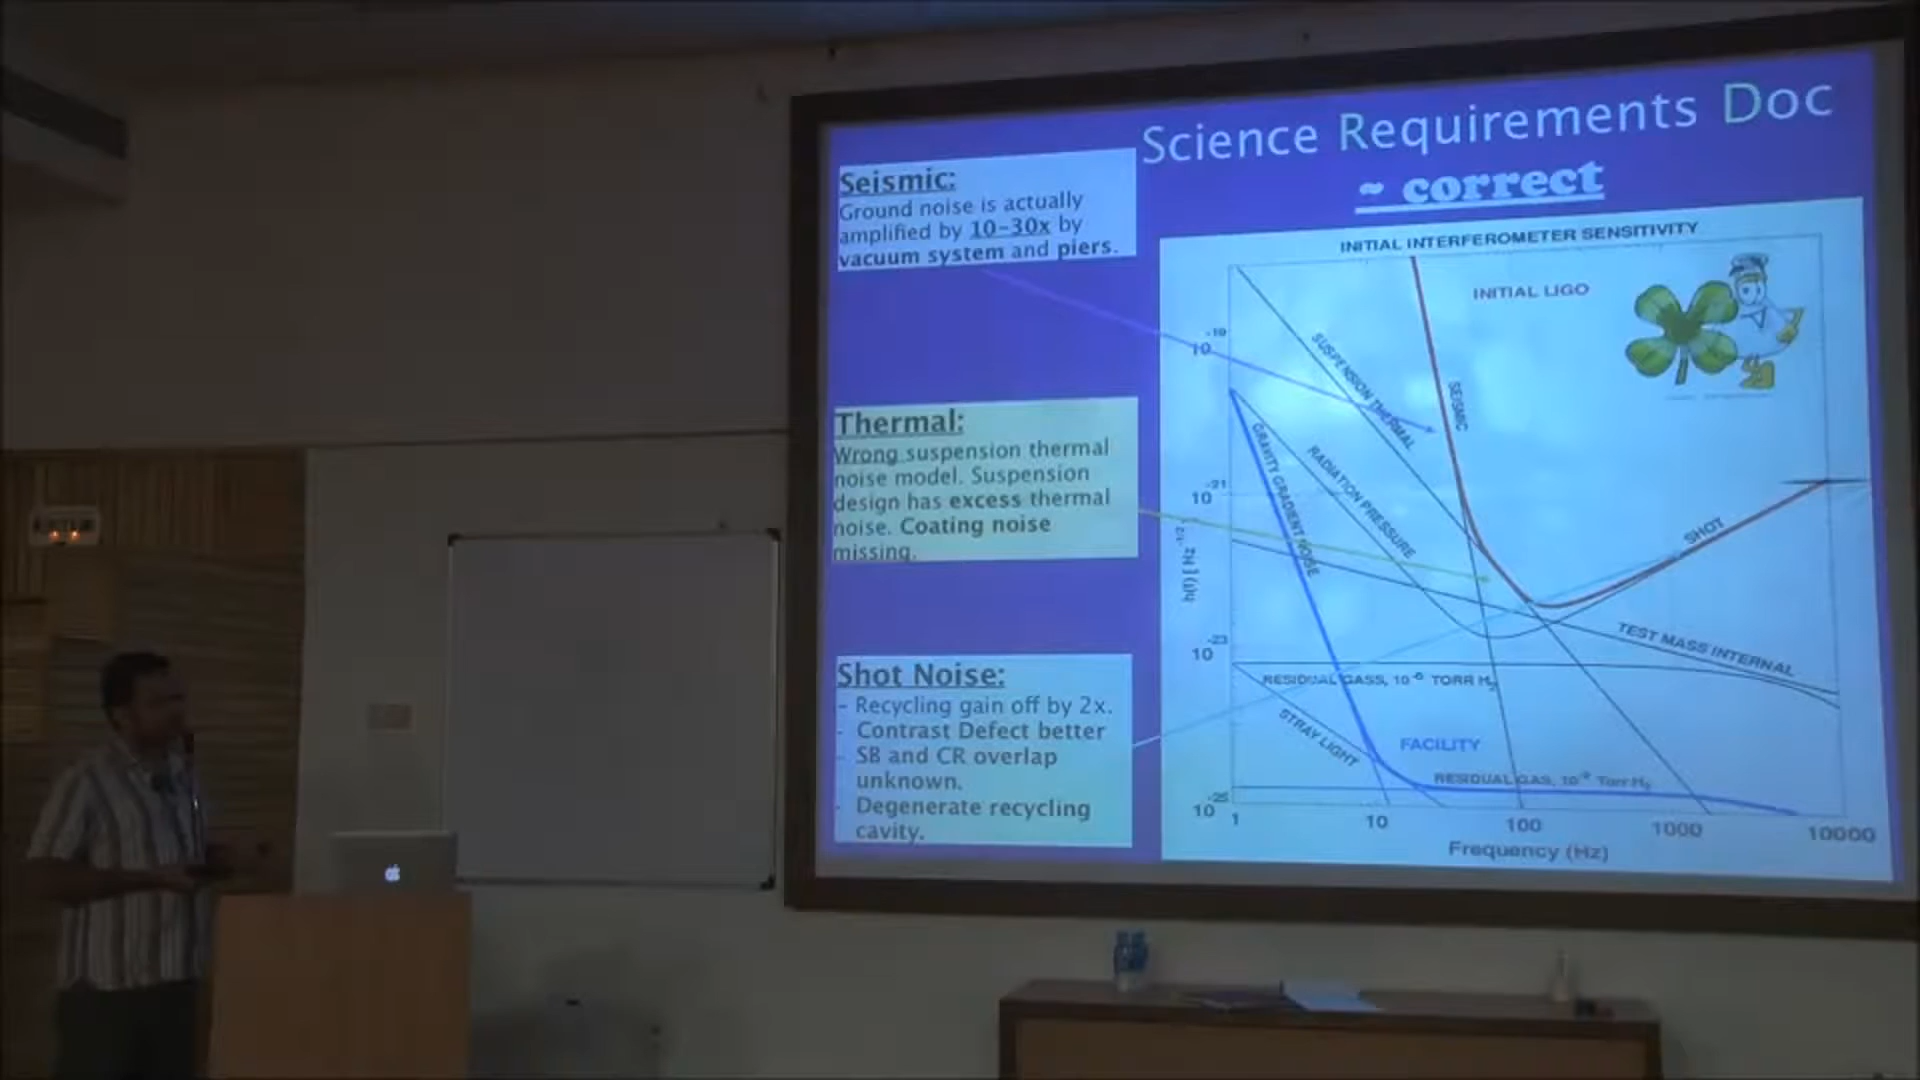 Science Requirements Doc
~ correct
Seismic:
Ground noise is actually
amplified by 10-30x by
vacuum system and piers.
Thermal:
Wrong suspension thermal
noise model. Suspension
design has excess thermal
noise. Coating noise
missing.
Shot Noise:
- Recycling gain off by 2x.
- Contrast Defect better
- SB and CR overlap
unknown.
- Degenerate recycling
cavity.
INITIAL INTERFEROMETER SENSITIVITY
INITIAL LIGO
10^-19
SUSPENSION THERMAL
SEISMIC
GRAVITY GRADIENT NOISE
RADIATION PRESSURE
10^-21
SHOT
h(f) [Hz^-1/2]
10^-23
TEST MASS INTERNAL
RESIDUAL GASS, 10^-6 TORR H2
STRAY LIGHT
FACILITY
RESIDUAL GAS, 10^-9 Torr H2
10^-25
1 10 100 1000 10000
Frequency (Hz)